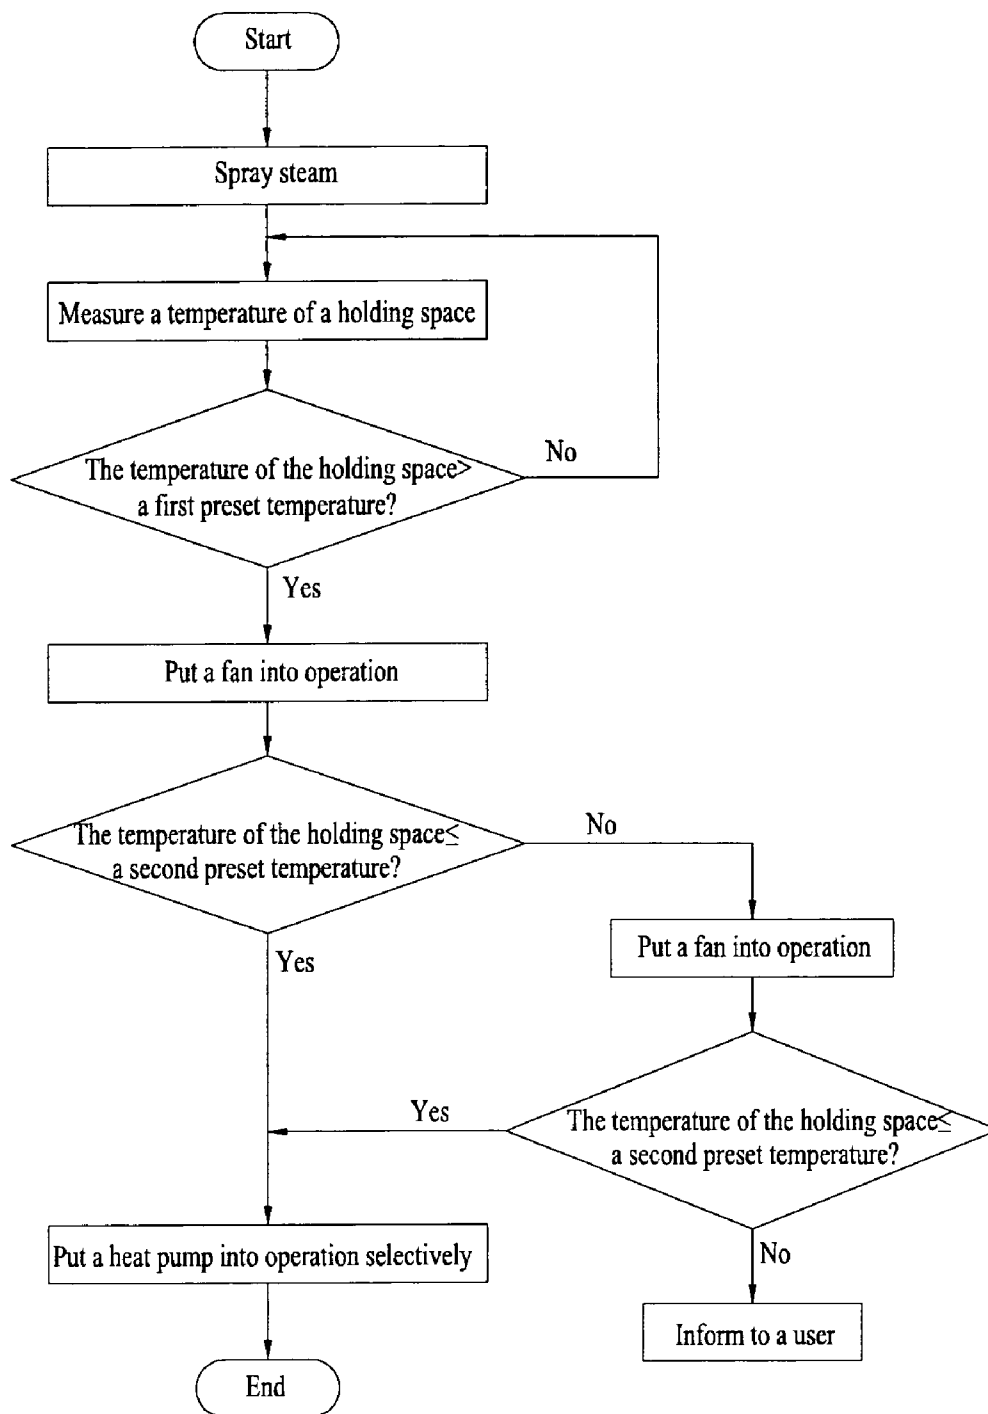 Start
Spray steam
Measure a temperature of a holding space
The temperature of the holding space>
a first preset temperature?
No
Yes
Put a fan into operation
The temperature of the holding space≤
a second preset temperature?
No
Yes
Put a fan into operation
The temperature of the holding space≤
a second preset temperature?
Yes
No
Put a heat pump into operation selectively
Inform to a user
End